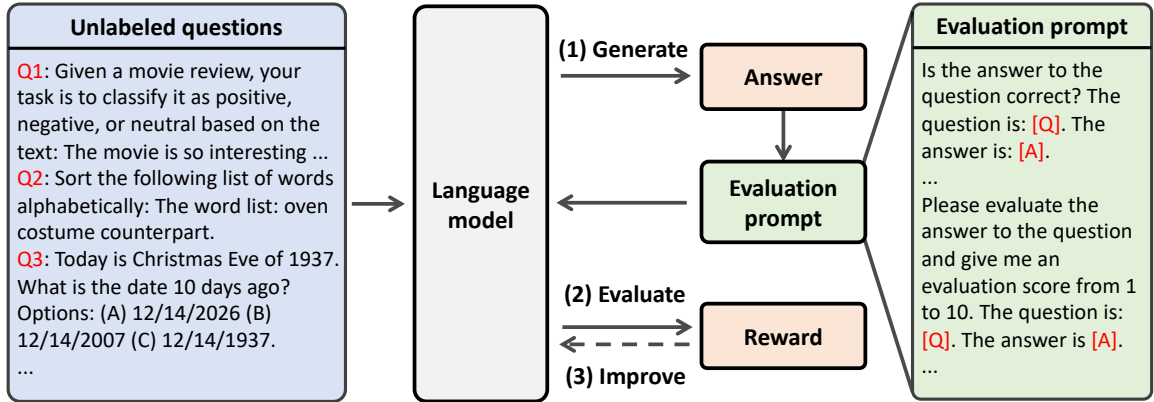 Unlabeled questions
Q1: Given a movie review, your
task is to classify it as positive,
negative, or neutral based on the
text: The movie is so interesting ...
Q2: Sort the following list of words
alphabetically: The word list: oven
costume counterpart.
Q3: Today is Christmas Eve of 1937.
What is the date 10 days ago?
Options: (A) 12/14/2026 (B)
12/14/2007 (C) 12/14/1937.
...
Language
model
(1) Generate
Answer
Evaluation
prompt
(2) Evaluate
Reward
(3) Improve
Evaluation prompt
Is the answer to the
question correct? The
question is: [Q]. The
answer is: [A].
...
Please evaluate the
answer to the question
and give me an
evaluation score from 1
to 10. The question is:
[Q]. The answer is [A].
...